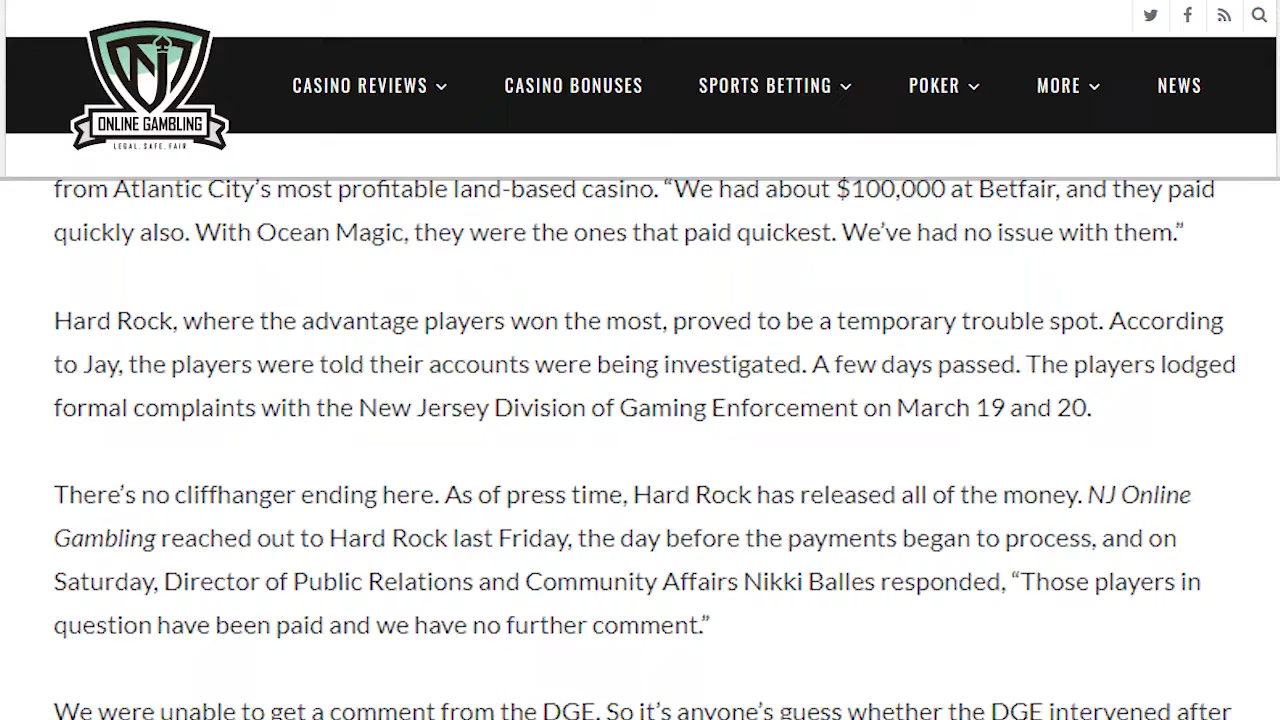 NJ
ONLINE GAMBLING
LEGAL. SAFE. FAIR
CASINO REVIEWS CASINO BONUSES SPORTS BETTING POKER MORE NEWS
from Atlantic City’s most profitable land-based casino. “We had about $100,000 at Betfair, and they paid
quickly also. With Ocean Magic, they were the ones that paid quickest. We’ve had no issue with them.”
Hard Rock, where the advantage players won the most, proved to be a temporary trouble spot. According
to Jay, the players were told their accounts were being investigated. A few days passed. The players lodged
formal complaints with the New Jersey Division of Gaming Enforcement on March 19 and 20.
There’s no cliffhanger ending here. As of press time, Hard Rock has released all of the money. NJ Online
Gambling reached out to Hard Rock last Friday, the day before the payments began to process, and on
Saturday, Director of Public Relations and Community Affairs Nikki Balles responded, “Those players in
question have been paid and we have no further comment.”
We were unable to get a comment from the DGE. So it’s anyone’s guess whether the DGE intervened after